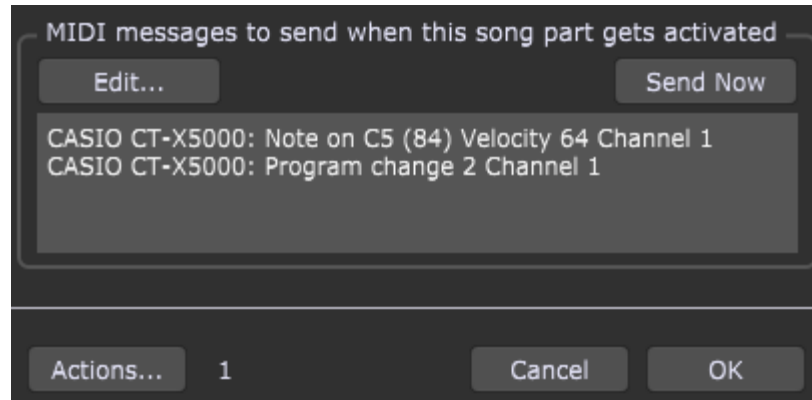 MIDI messages to send when this song part gets activated
Edit... Send Now
CASIO CT-X5000: Note on C5 (84) Velocity 64 Channel 1
CASIO CT-X5000: Program change 2 Channel 1
Actions... 1 Cancel OK